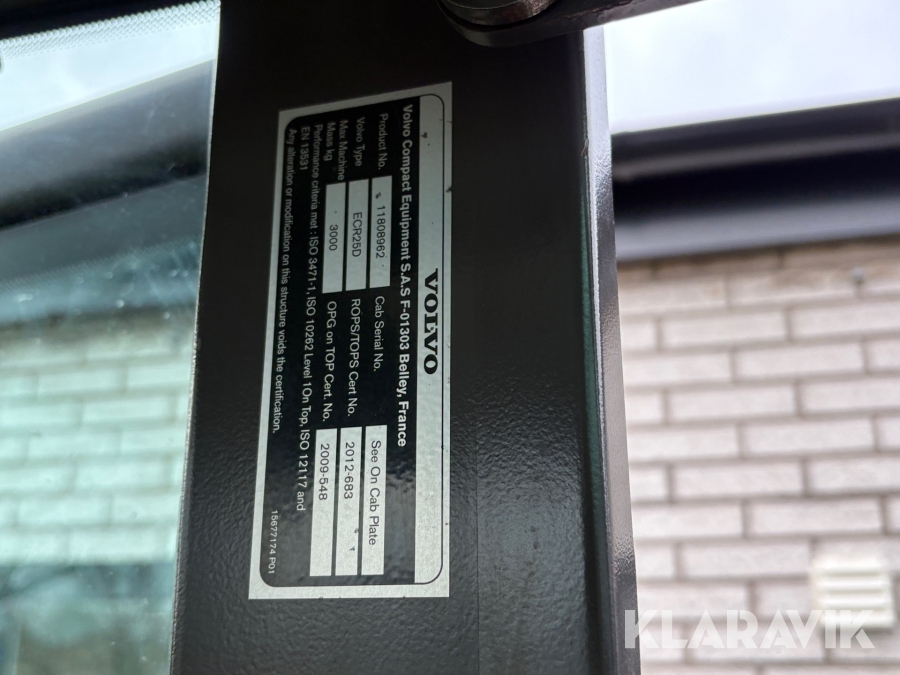 VOLVO
Volvo Compact Equipment S.A.S F-01303 Belley, France
Product No. 11808962 Cab Serial No. See On Cab Plate
Volvo Type ECR25D ROPS/TOPS Cert No. 2012-683
Max Machine Mass kg 3000 OPG on TOP Cert. No. 2009-548
Performance criteria met : ISO 3471-1, ISO 10262 Level 1On Top, ISO 12117 and
EN 13531
Any alteration or modification on this structure voids the certification.
15677174 P01
KLARAVIK